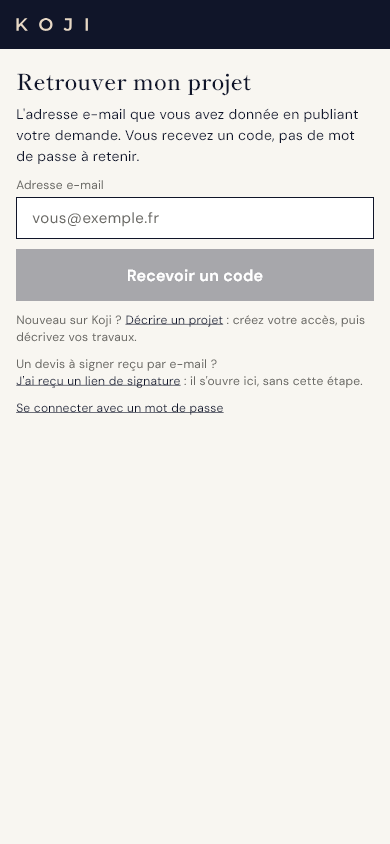 KOJI
Retrouver mon projet
L'adresse e-mail que vous avez donnée en publiant
votre demande. Vous recevez un code, pas de mot
de passe à retenir.
Adresse e-mail
vous@exemple.fr
Recevoir un code
Nouveau sur Koji ? Décrire un projet : créez votre accès, puis
décrivez vos travaux.
Un devis à signer reçu par e-mail ?
J'ai reçu un lien de signature : il s'ouvre ici, sans cette étape.
Se connecter avec un mot de passe